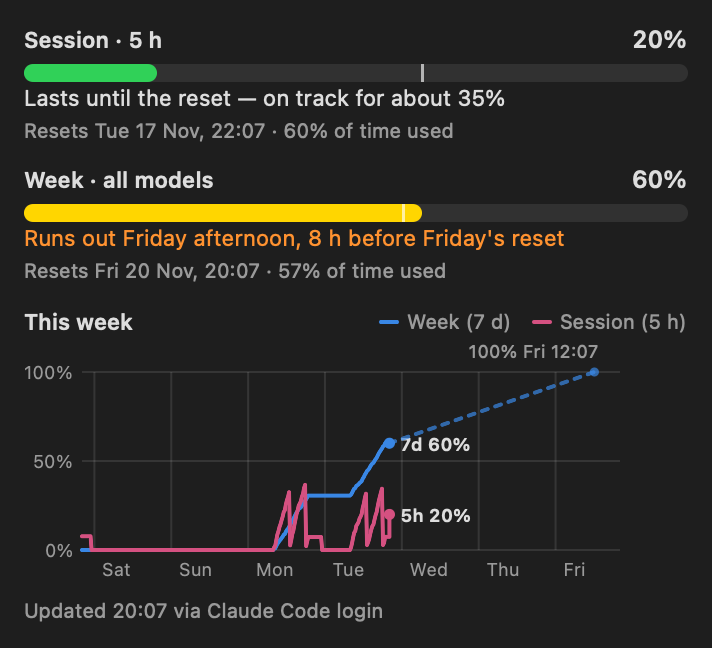 Session · 5 h 20%
Lasts until the reset — on track for about 35%
Resets Tue 17 Nov, 22:07 · 60% of time used
Week · all models 60%
Runs out Friday afternoon, 8 h before Friday's reset
Resets Fri 20 Nov, 20:07 · 57% of time used
This week Week (7 d) Session (5 h)
100% Fri 12:07
100%
7d 60%
50%
5h 20%
0%
Sat Sun Mon Tue Wed Thu Fri
Updated 20:07 via Claude Code login